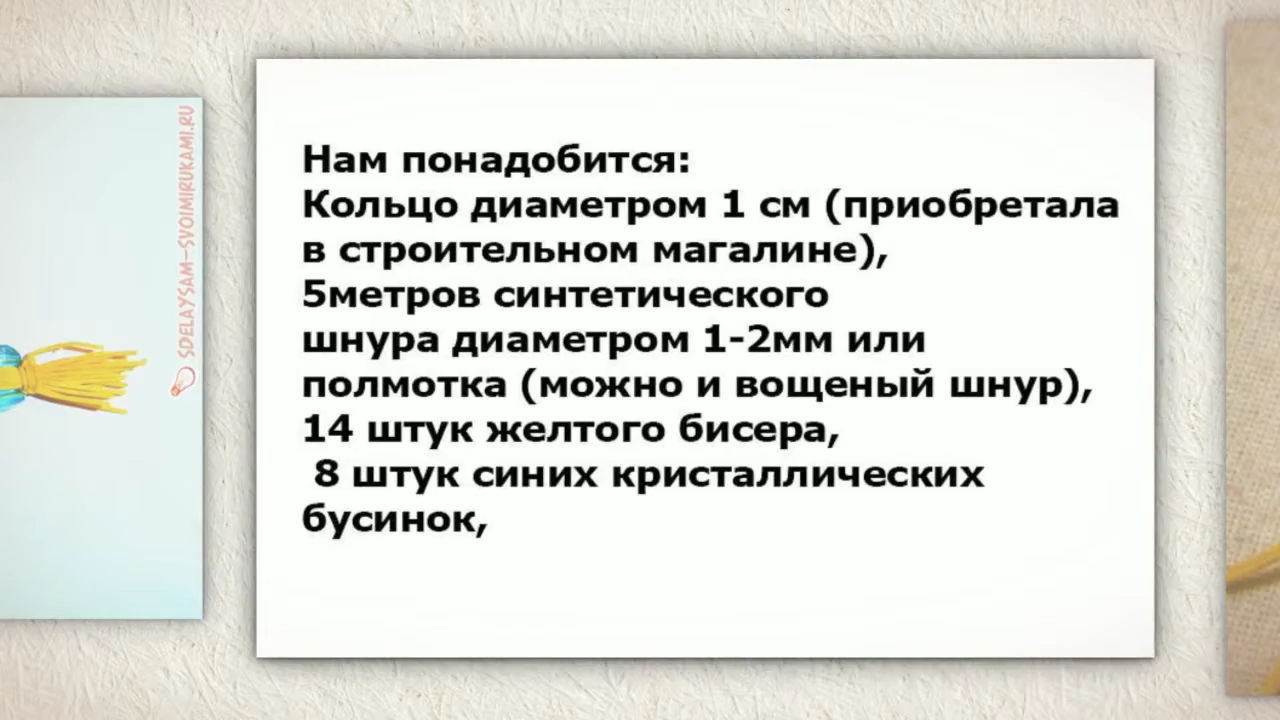 Нам понадобится:
Кольцо диаметром 1 см (приобретала
в строительном магалине),
5метров синтетического
шнура диаметром 1-2мм или
полмотка (можно и вощеный шнур),
14 штук желтого бисера,
8 штук синих кристаллических
бусинок,
SDELAYSAM-SVOIMIRUKAMI.RU